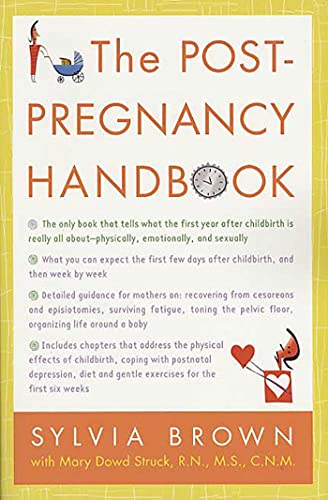 The POST-
PREGNANCY
HANDBOOK
The only book that tells what the first year after childbirth is
really all about—physically, emotionally, and sexually
What you can expect the first few days after childbirth, and
then week by week
Detailed guidance for mothers on: recovering from cesareans
and episiotomies, surviving fatigue, toning the pelvic floor,
organizing life around a baby
Includes chapters that address the physical
effects of childbirth, coping with postnatal
depression, diet and gentle exercises for the
first six weeks
SYLVIA BROWN
with Mary Dowd Struck, R.N., M.S., C.N.M.